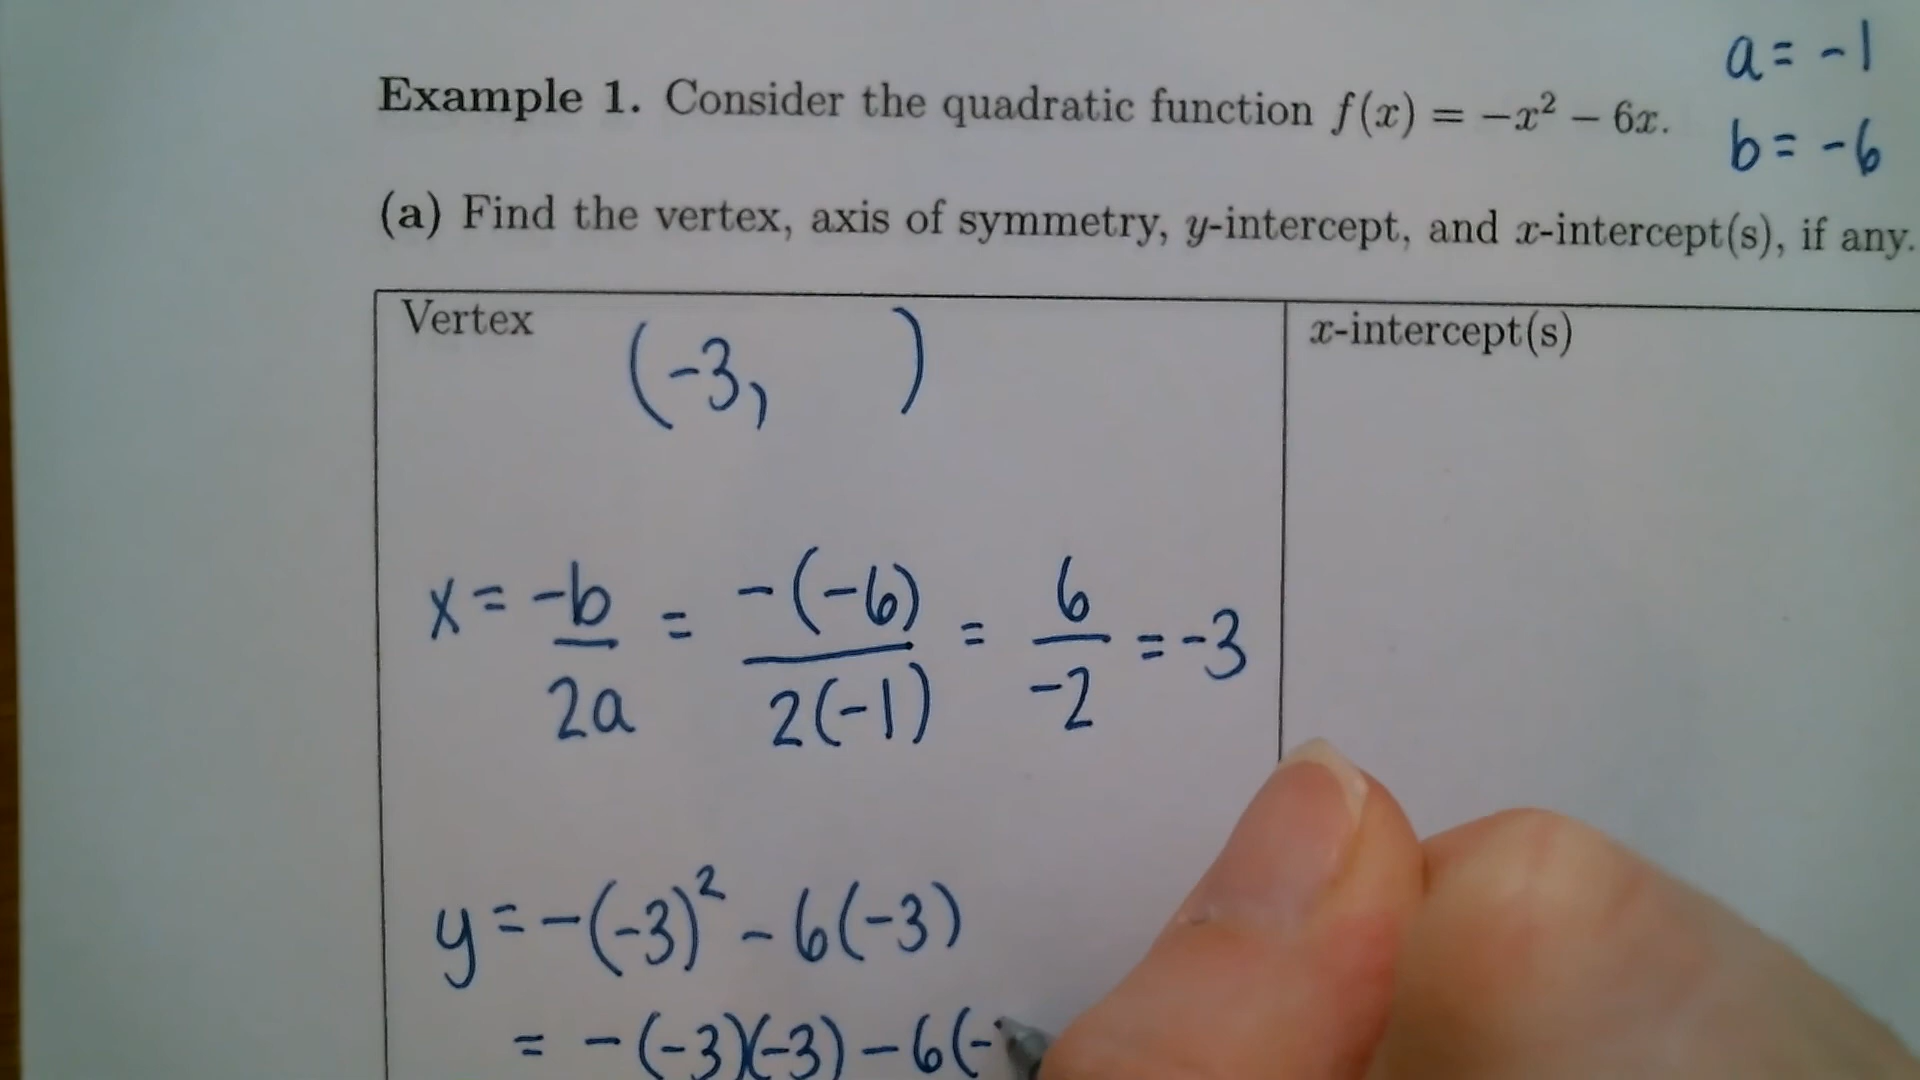 Example 1. Consider the quadratic function f(x) = −x² − 6x.
a = -1
b = -6
(a) Find the vertex, axis of symmetry, y-intercept, and x-intercept(s), if any.
Vertex (-3, )
x-intercept(s)
x = -b/2a = -(-6)/2(-1) = 6/-2 = -3
y = -(-3)² - 6(-3)
= -(-3)(-3) - 6(-